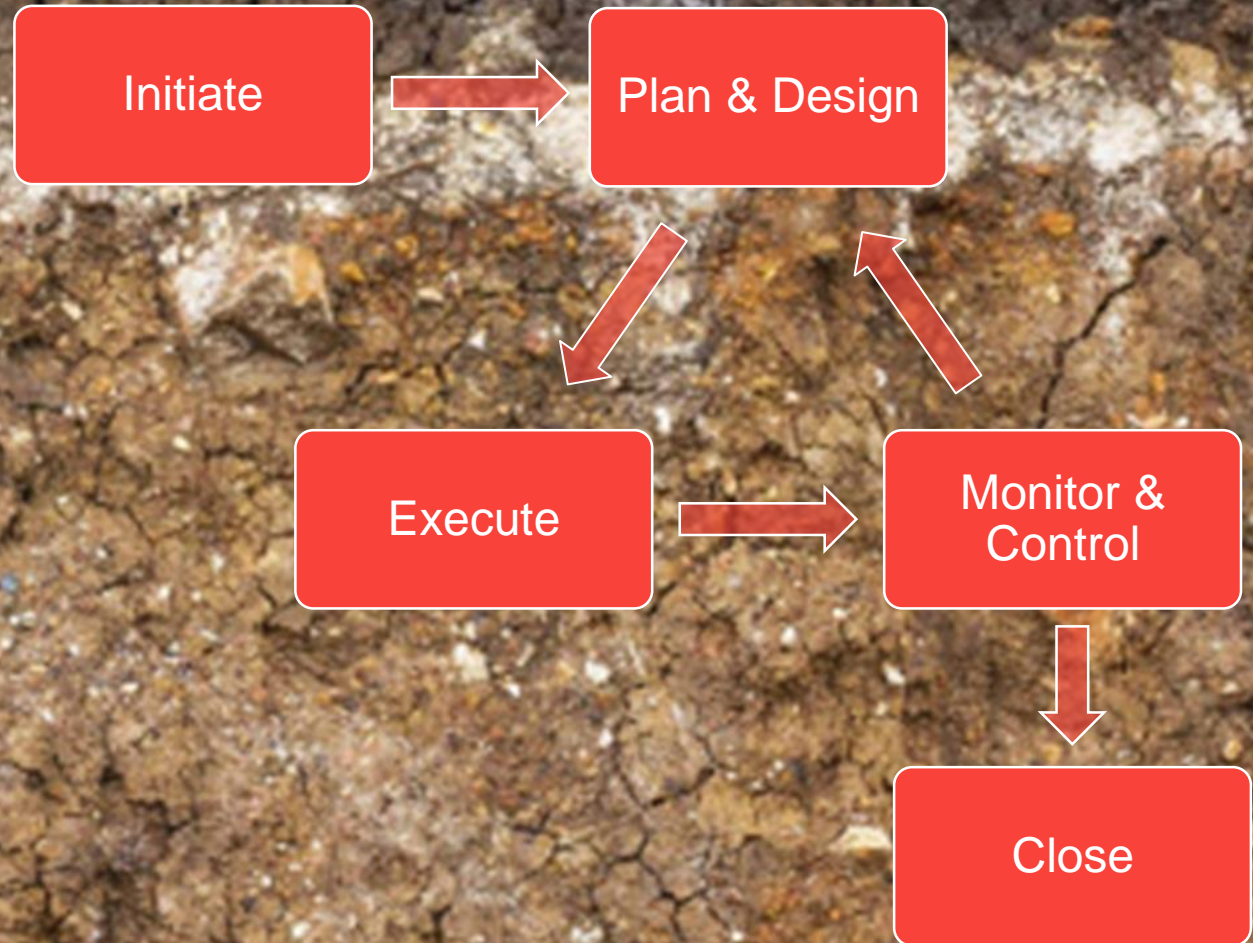 Initiate
Plan & Design
Execute
Monitor &
Control
Close